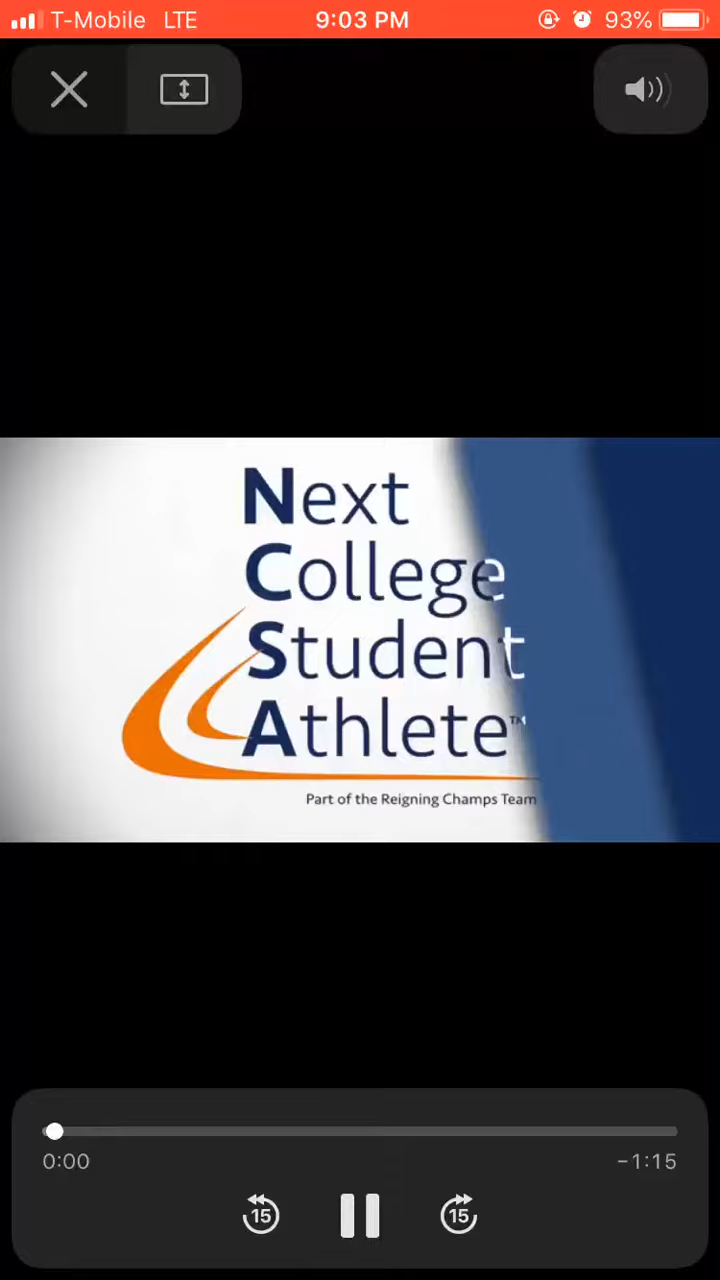 T-Mobile LTE 9:03 PM 93%
Next
College
Student
Athlete™
Part of the Reigning Champs Team
0:00 −1:15
15 15